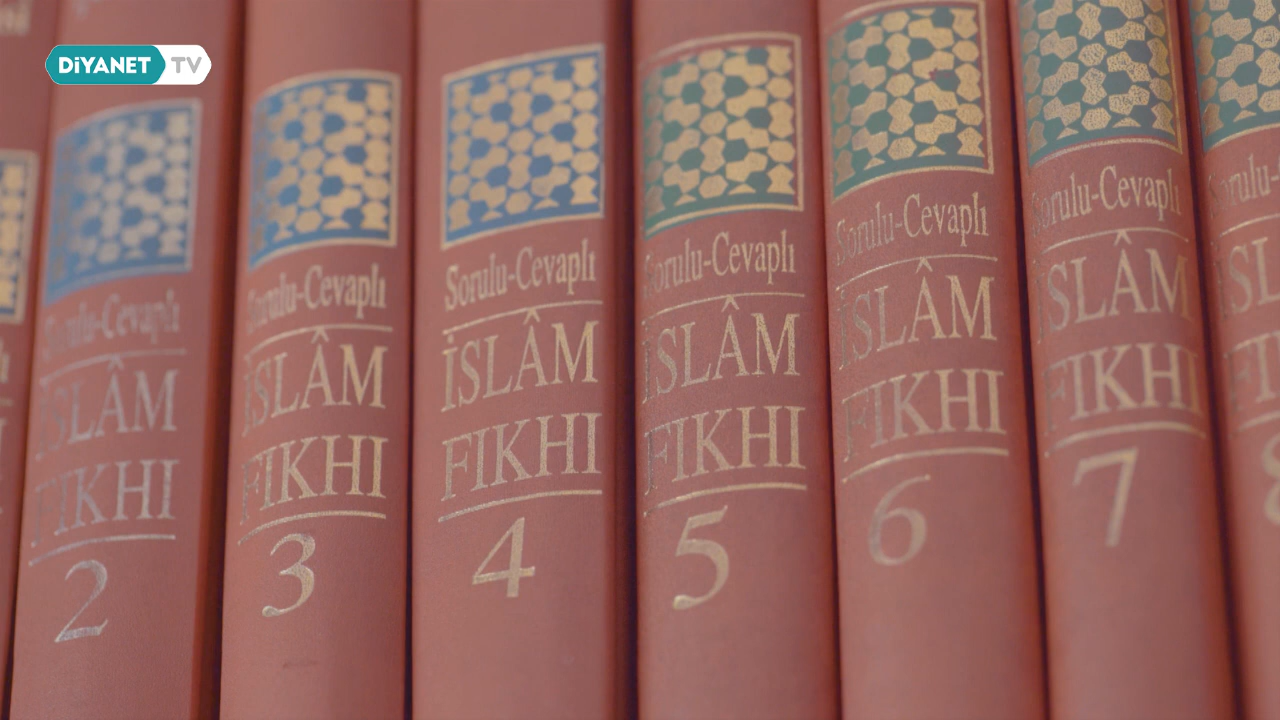 DİYANET TV
Sorulu-Cevaplı
İSLÂM
FIKHI
2
Sorulu-Cevaplı
İSLÂM
FIKHI
3
Sorulu-Cevaplı
İSLÂM
FIKHI
4
Sorulu-Cevaplı
İSLÂM
FIKHI
5
Sorulu-Cevaplı
İSLÂM
FIKHI
6
Sorulu-Cevaplı
İSLÂM
FIKHI
7
8